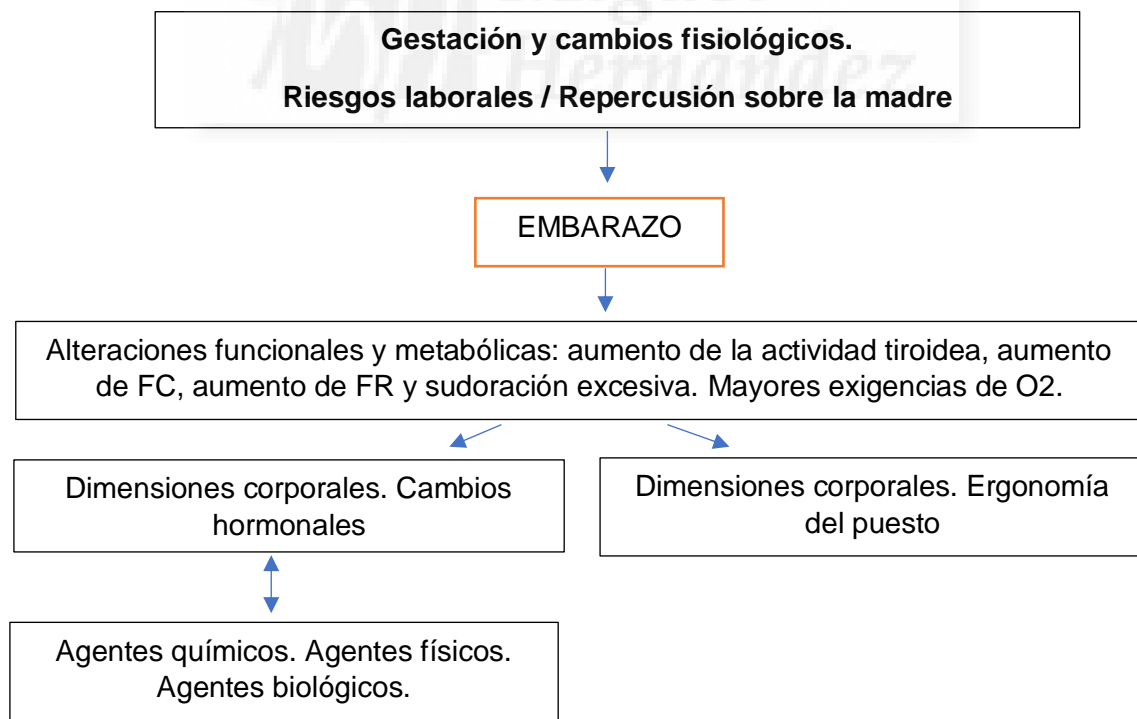 Hernández
Gestación y cambios fisiológicos.
Riesgos laborales / Repercusión sobre la madre
EMBARAZO
Alteraciones funcionales y metabólicas: aumento de la actividad tiroidea, aumento
de FC, aumento de FR y sudoración excesiva. Mayores exigencias de O2.
Dimensiones corporales. Cambios
hormonales
Dimensiones corporales. Ergonomía
del puesto
Agentes químicos. Agentes físicos.
Agentes biológicos.